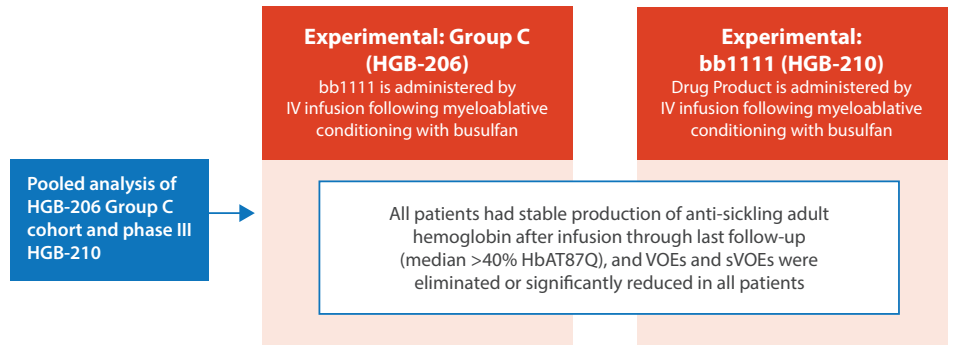 Experimental: Group C
(HGB-206)
bb1111 is administered by
IV infusion following myeloablative
conditioning with busulfan
Experimental:
bb1111 (HGB-210)
Drug Product is administered by
IV infusion following myeloablative
conditioning with busulfan
Pooled analysis of
HGB-206 Group C
cohort and phase III
HGB-210
All patients had stable production of anti-sickling adult
hemoglobin after infusion through last follow-up
(median >40% HbAT87Q), and VOEs and sVOEs were
eliminated or significantly reduced in all patients